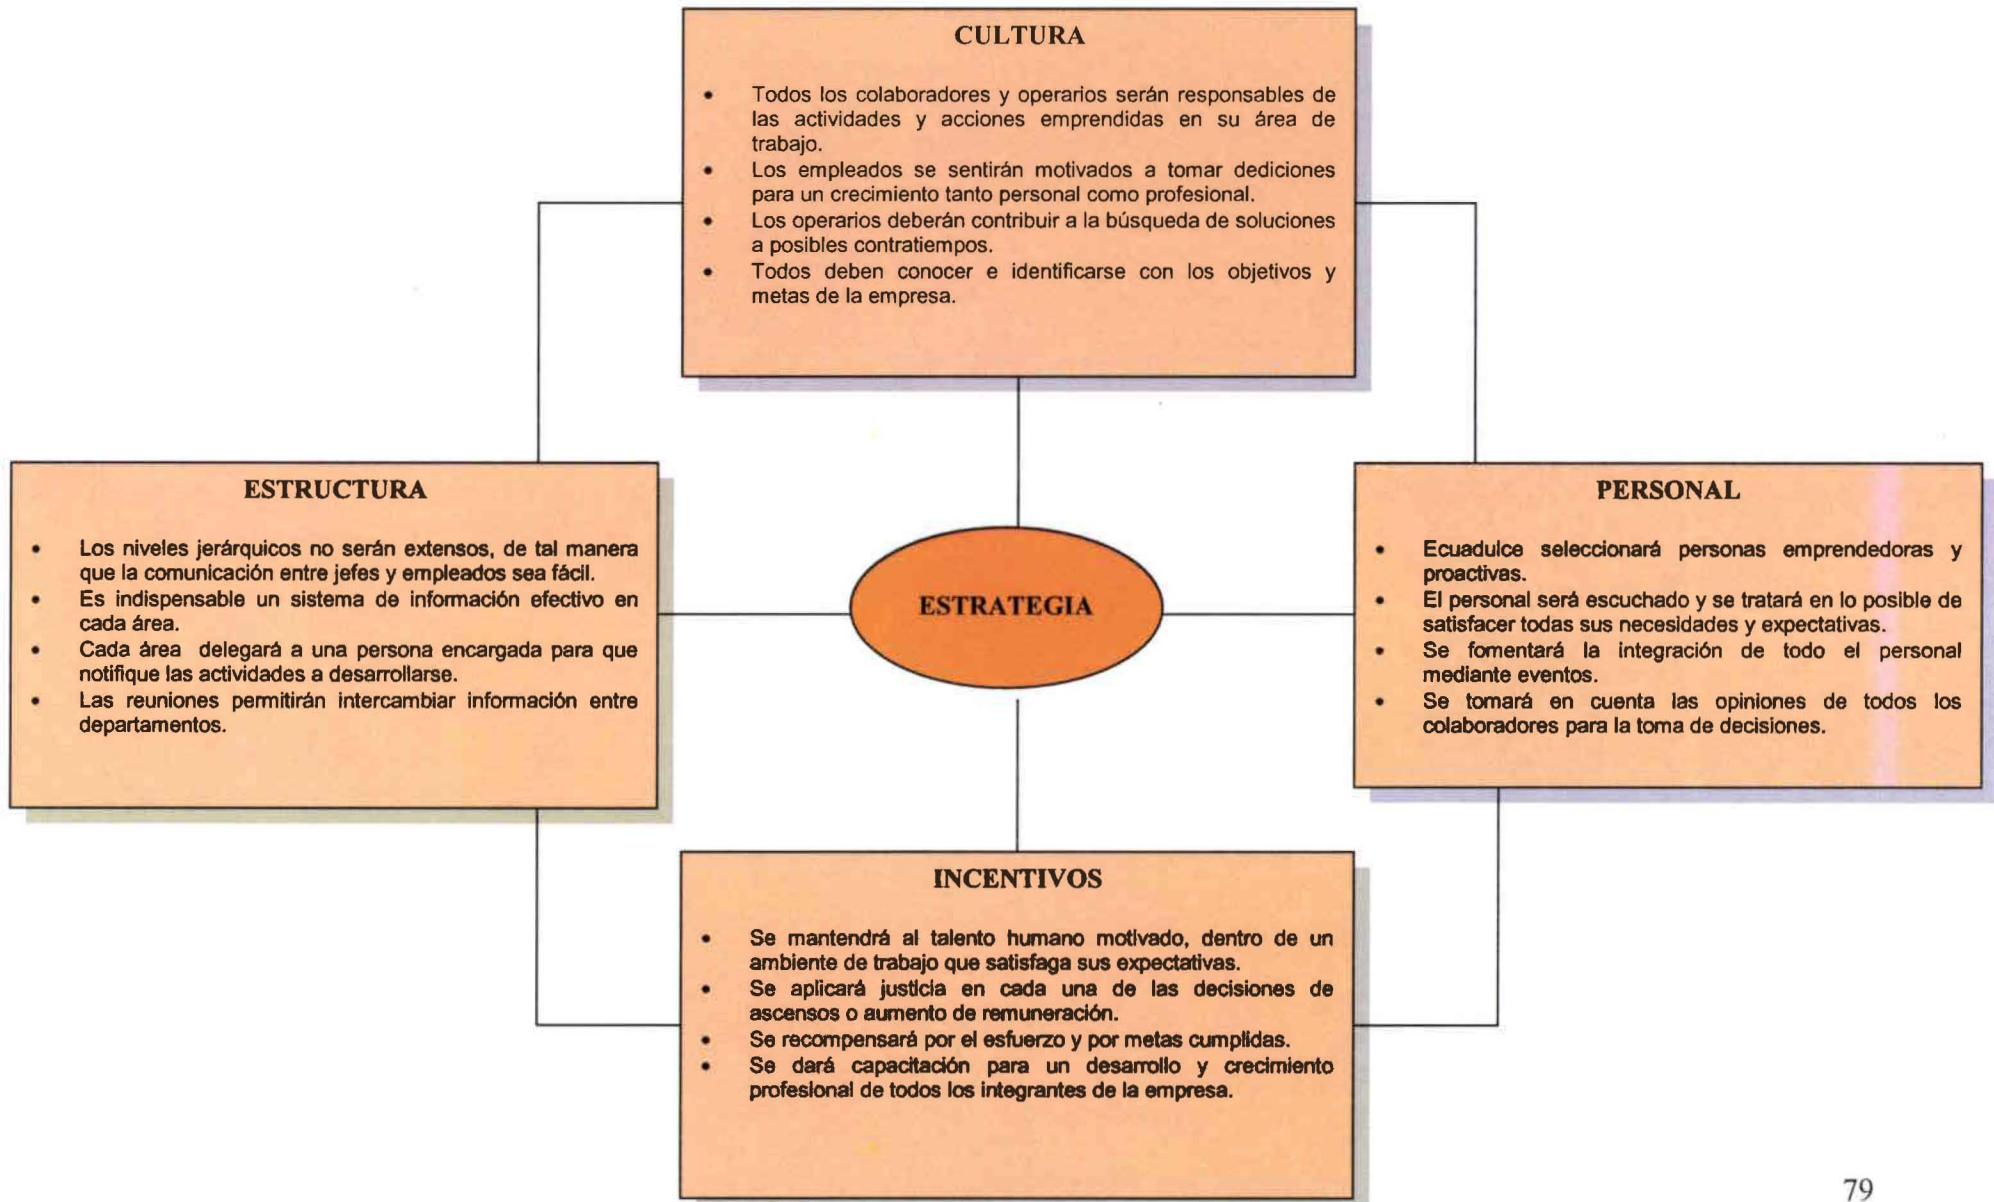 CULTURA
• Todos los colaboradores y operarios serán responsables de
las actividades y acciones emprendidas en su área de
trabajo.
• Los empleados se sentirán motivados a tomar dediciones
para un crecimiento tanto personal como profesional.
• Los operarios deberán contribuir a la búsqueda de soluciones
a posibles contratiempos.
• Todos deben conocer e identificarse con los objetivos y
metas de la empresa.
ESTRUCTURA
• Los niveles jerárquicos no serán extensos, de tal manera
que la comunicación entre jefes y empleados sea fácil.
• Es indispensable un sistema de información efectivo en
cada área.
• Cada área delegará a una persona encargada para que
notifique las actividades a desarrollarse.
• Las reuniones permitirán intercambiar información entre
departamentos.
ESTRATEGIA
PERSONAL
• Ecuadulce seleccionará personas emprendedoras y
proactivas.
• El personal será escuchado y se tratará en lo posible de
satisfacer todas sus necesidades y expectativas.
• Se fomentará la integración de todo el personal
mediante eventos.
• Se tomará en cuenta las opiniones de todos los
colaboradores para la toma de decisiones.
INCENTIVOS
• Se mantendrá al talento humano motivado, dentro de un
ambiente de trabajo que satisfaga sus expectativas.
• Se aplicará justicia en cada una de las decisiones de
ascensos o aumento de remuneración.
• Se recompensará por el esfuerzo y por metas cumplidas.
• Se dará capacitación para un desarrollo y crecimiento
profesional de todos los integrantes de la empresa.
79